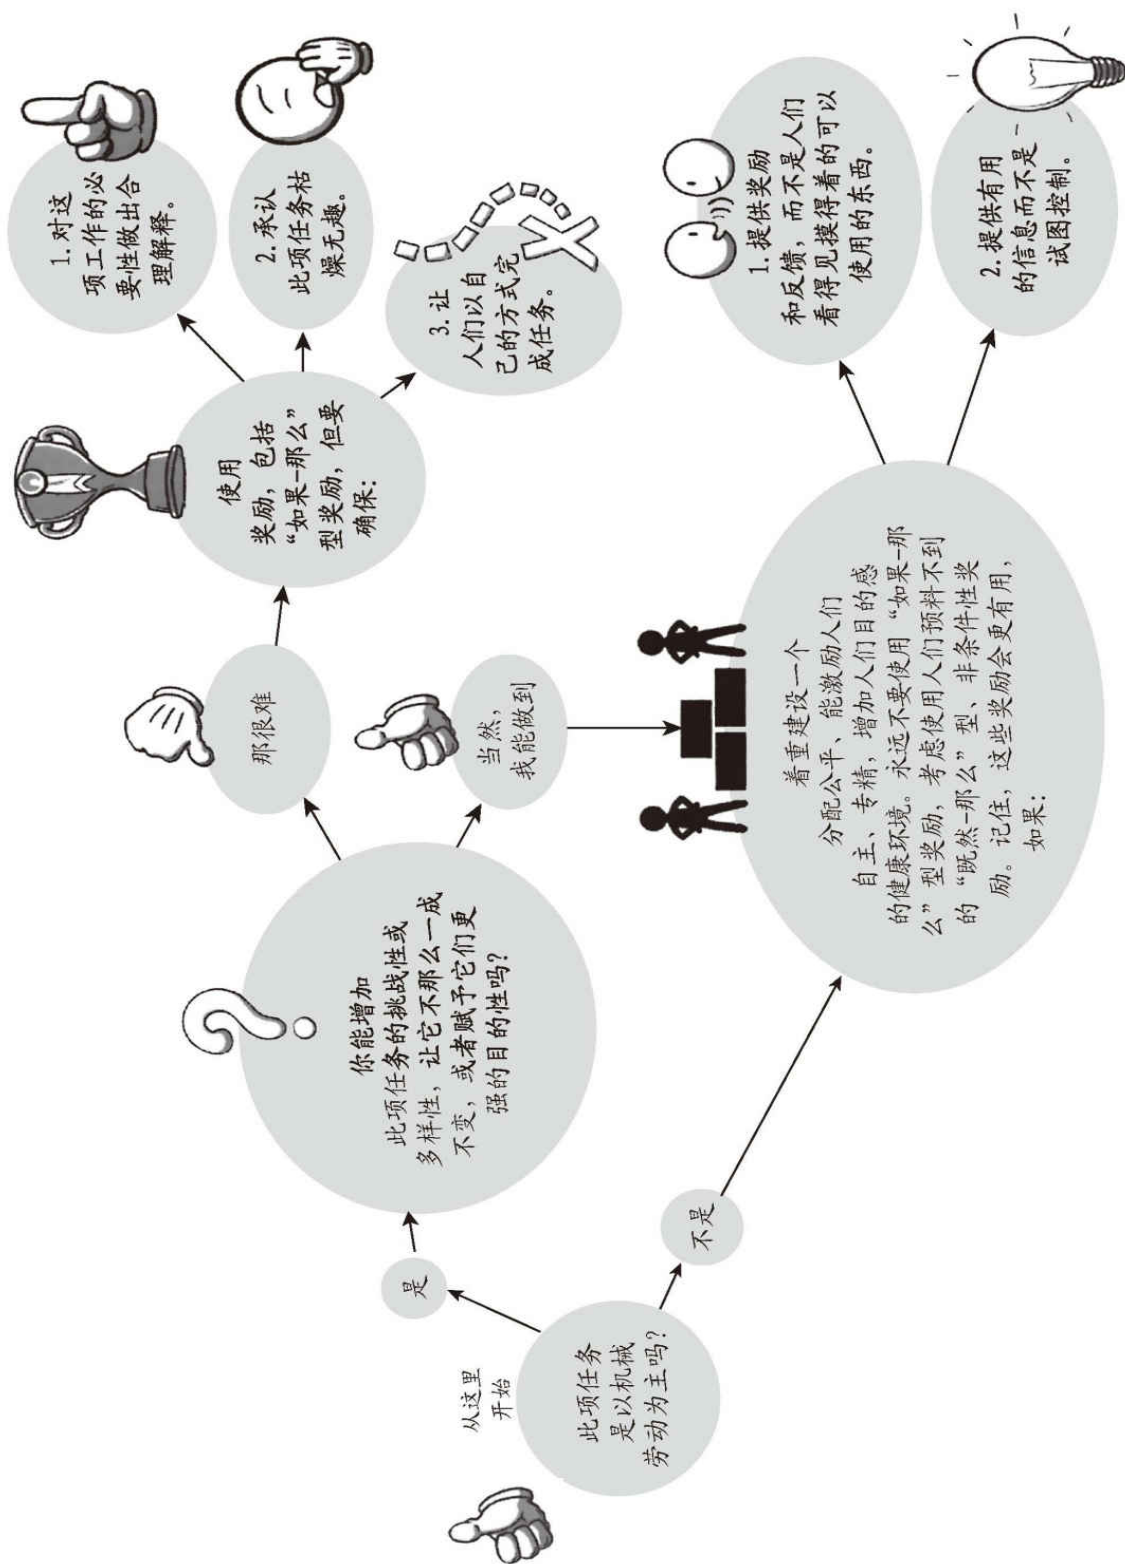 从这里
开始
此项任务
是以机械
劳动为主吗？
是
不是
你能增加
此项任务的挑战性或
多样性，让它不那么一成
不变，或者赋予它们更
强的目的性吗？
那很难
当然，
我能做到
使用
奖励，包括
“如果-那么”
型奖励，但要
确保：
1. 对这
项工作的必
要性做出合
理解释。
2. 承认
此项任务枯
燥无趣。
3. 让
人们以自
己的方式完
成任务。
着重建设一个
分配公平、能激励人们
自主、专精，增加人们目的感
的健康环境。永远不要使用“如果-那
么”型奖励，考虑使用人们预料不到
的“既然-那么”型、非条件性奖
励。记住，这些奖励会更有用，
如果：
1. 提供奖励
和反馈，而不是人们
看得见摸得着的可以
使用的东西。
2. 提供有用
的信息而不是
试图控制。